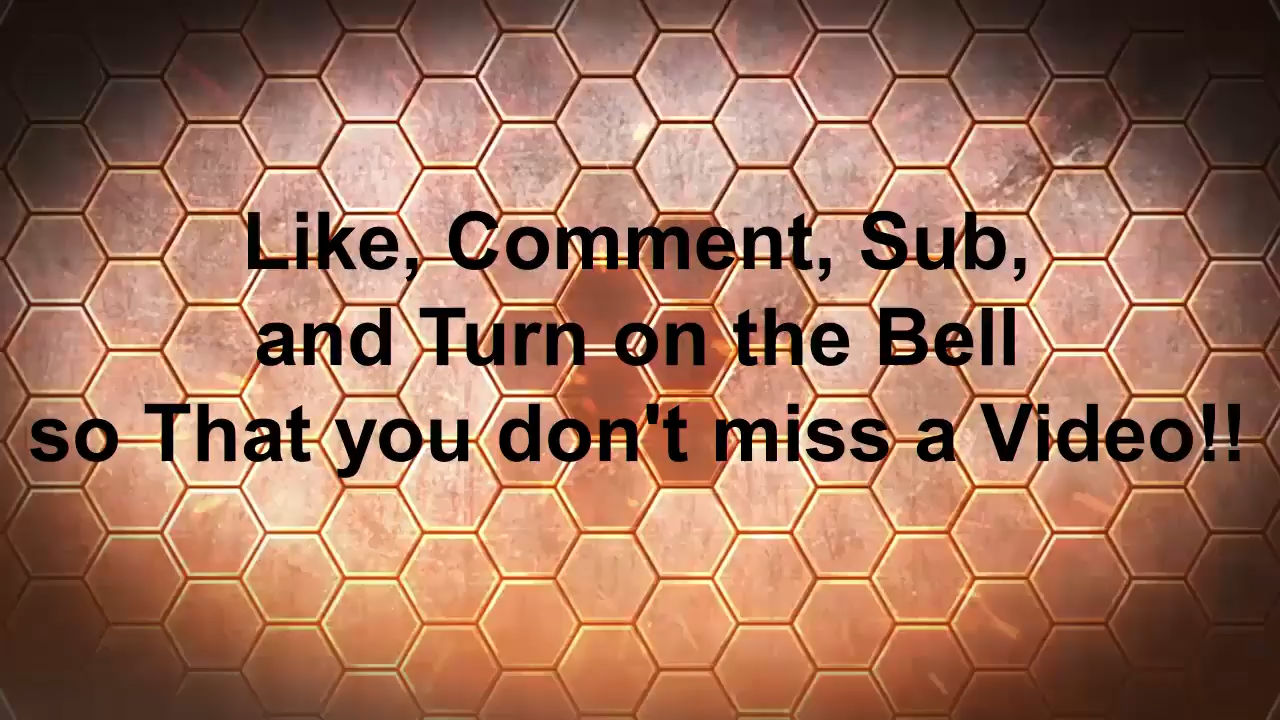 Like, Comment, Sub,
and Turn on the Bell
so That you don't miss a Video!!